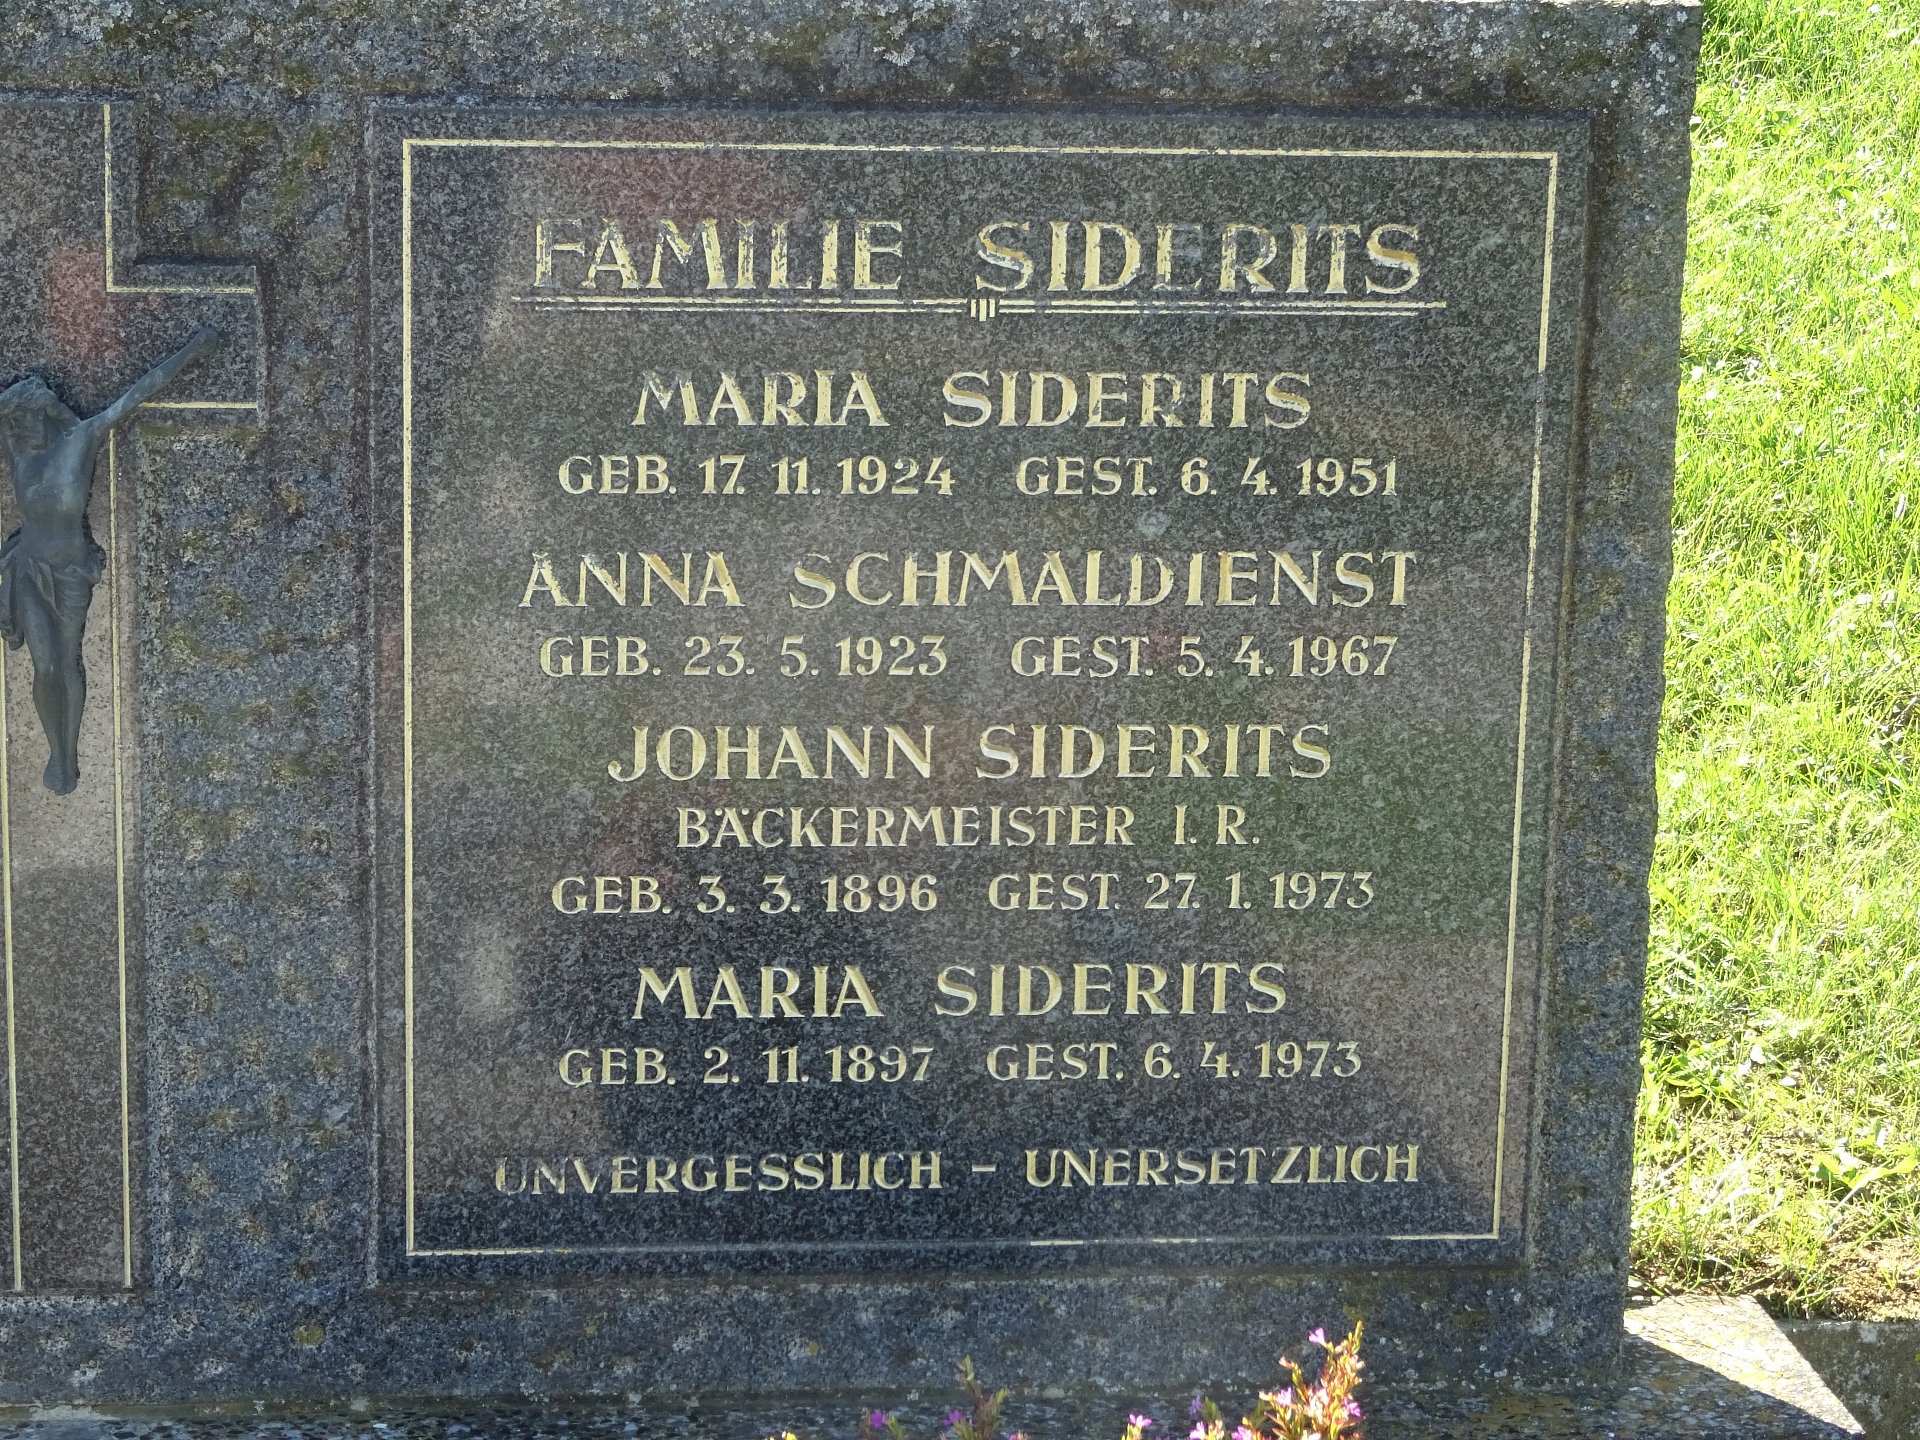 FAMILIE SIDERITS
MARIA SIDERITS
GEB. 17. 11. 1924 GEST. 6. 4. 1951
ANNA SCHMALDIENST
GEB. 23. 5. 1923 GEST. 5. 4. 1967
JOHANN SIDERITS
BÄCKERMEISTER I. R.
GEB. 3. 3. 1896 GEST. 27. 1. 1973
MARIA SIDERITS
GEB. 2. 11. 1897 GEST. 6. 4. 1973
UNVERGESSLICH – UNERSETZLICH